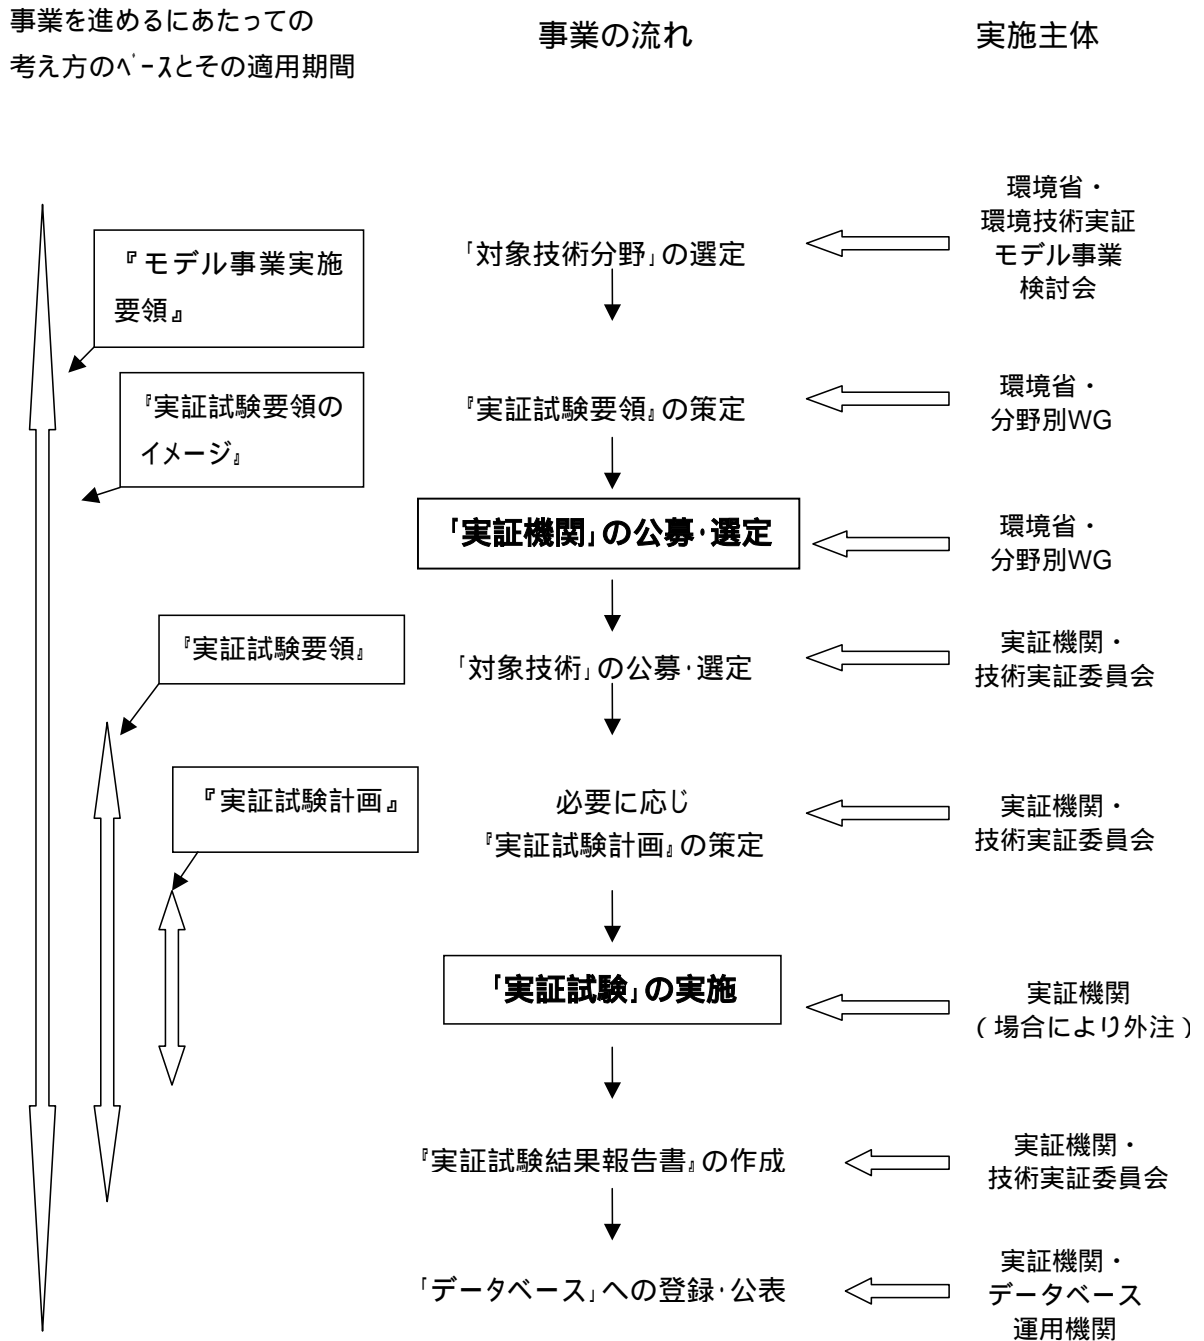 事業を進めるにあたっての
考え方のベースとその適用期間
事業の流れ
実施主体
『モデル事業実施
要領』
『実証試験要領の
イメージ』
『実証試験要領』
『実証試験計画』
「対象技術分野」の選定
『実証試験要領』の策定
「実証機関」の公募・選定
「対象技術」の公募・選定
必要に応じ
『実証試験計画』の策定
「実証試験」の実施
『実証試験結果報告書』の作成
「データベース」への登録・公表
環境省・
環境技術実証
モデル事業
検討会
環境省・
分野別WG
環境省・
分野別WG
実証機関・
技術実証委員会
実証機関・
技術実証委員会
実証機関
（場合により外注）
実証機関・
技術実証委員会
実証機関・
データベース
運用機関